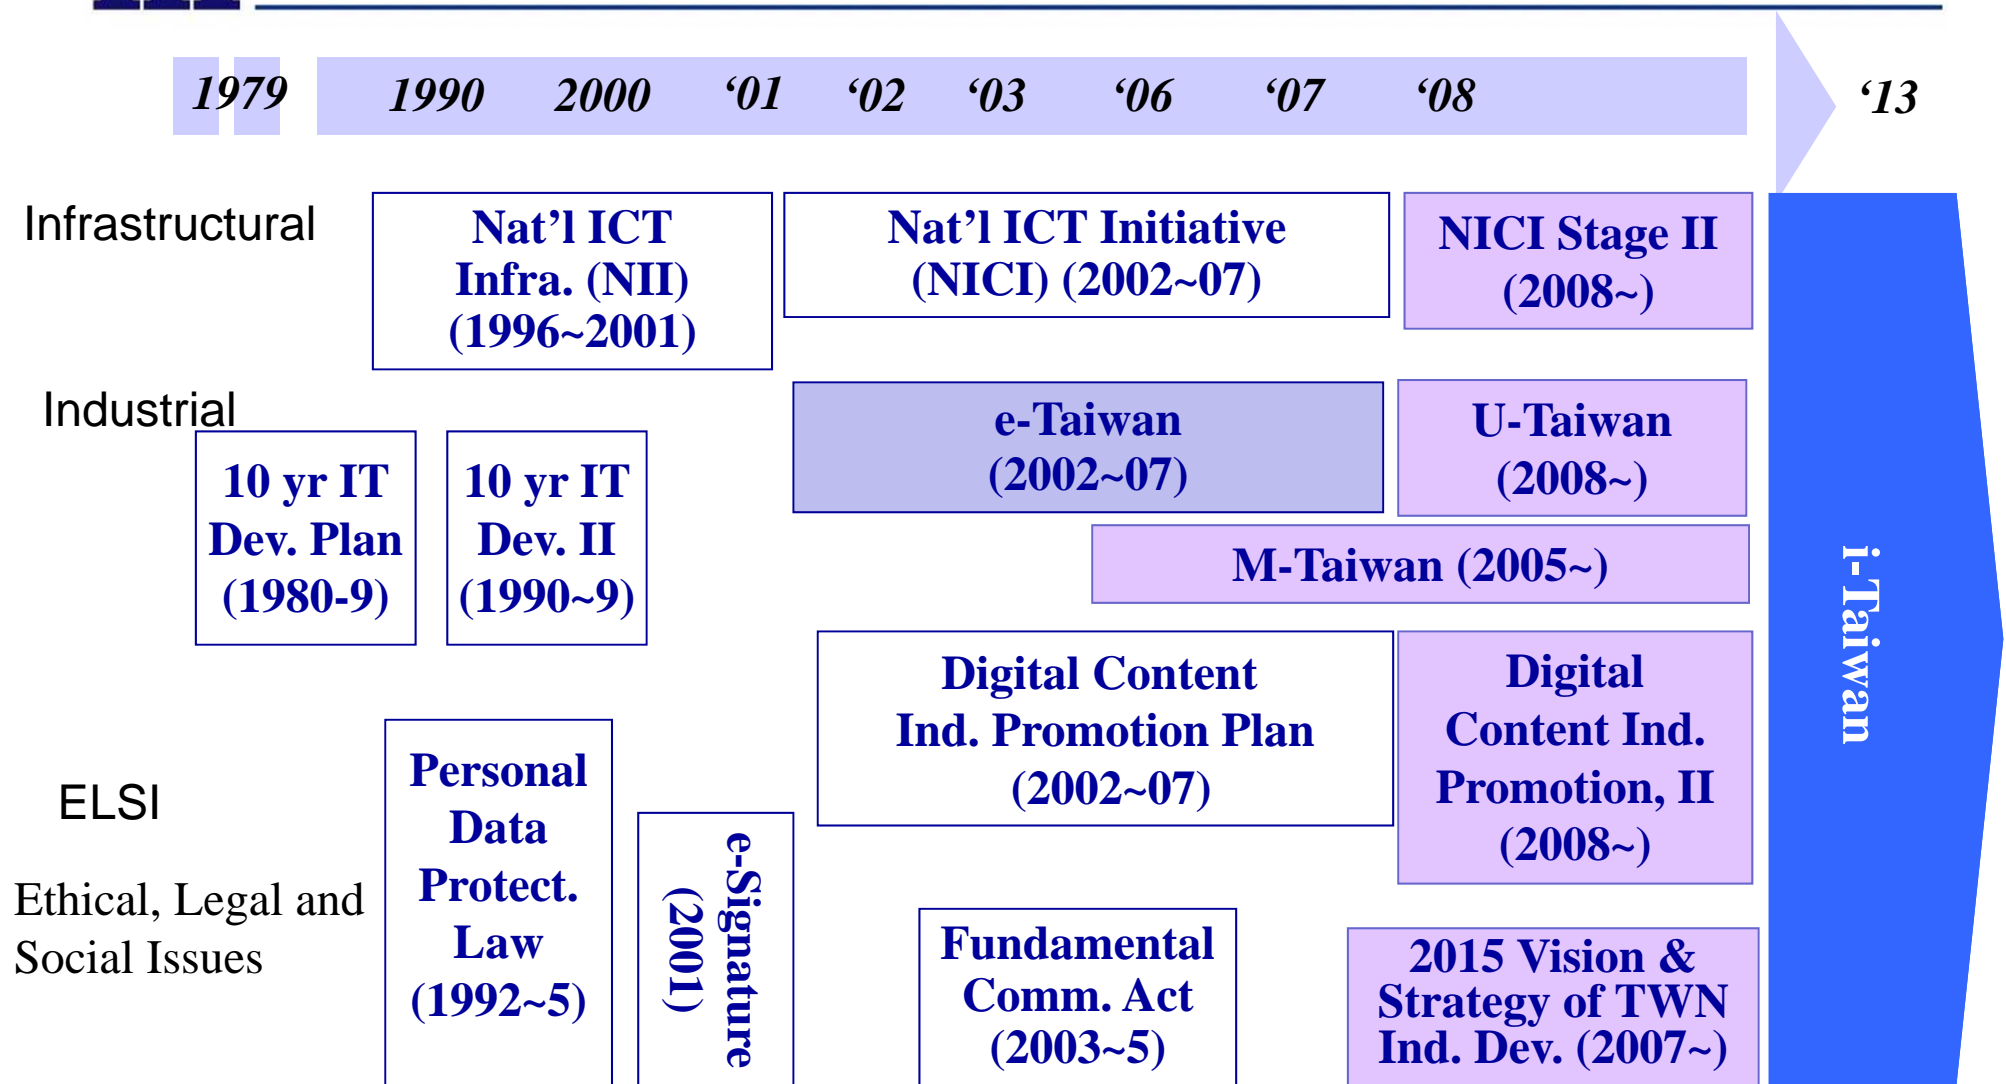 1979 1990 2000 ‘01 ‘02 ‘03 ‘06 ‘07 ‘08 ‘13
Infrastructural
Nat’l ICT
Infra. (NII)
(1996~2001)
Nat’l ICT Initiative
(NICI) (2002~07)
NICI Stage II
(2008~)
Industrial
10 yr IT
Dev. Plan
(1980-9)
10 yr IT
Dev. II
(1990~9)
e-Taiwan
(2002~07)
U-Taiwan
(2008~)
M-Taiwan (2005~)
Digital Content
Ind. Promotion Plan
(2002~07)
Digital
Content Ind.
Promotion, II
(2008~)
i-Taiwan
ELSI
Ethical, Legal and
Social Issues
Personal
Data
Protect.
Law
(1992~5)
e-Signature
(2001)
Fundamental
Comm. Act
(2003~5)
2015 Vision &
Strategy of TWN
Ind. Dev. (2007~)